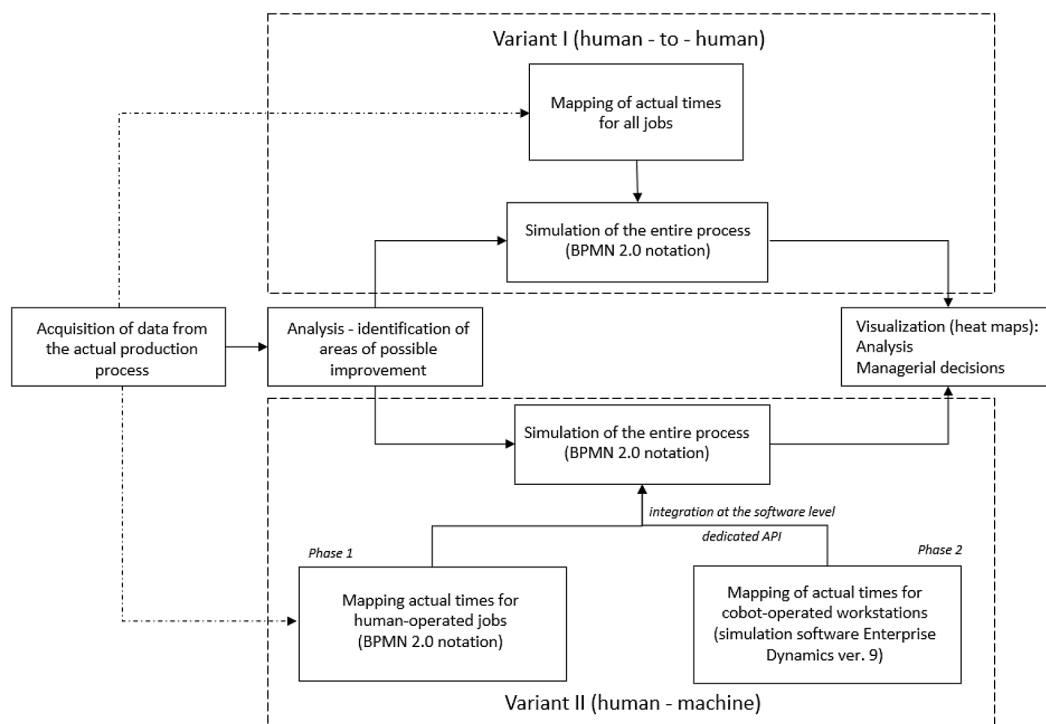 Variant I (human - to - human)
Mapping of actual times
for all jobs
Simulation of the entire process
(BPMN 2.0 notation)
Acquisition of data from
the actual production
process
Analysis - identification of
areas of possible
improvement
Visualization (heat maps):
Analysis
Managerial decisions
Simulation of the entire process
(BPMN 2.0 notation)
integration at the software level
dedicated API
Phase 1
Mapping actual times for
human-operated jobs
(BPMN 2.0 notation)
Phase 2
Mapping of actual times for
cobot-operated workstations
(simulation software Enterprise
Dynamics ver. 9)
Variant II (human - machine)